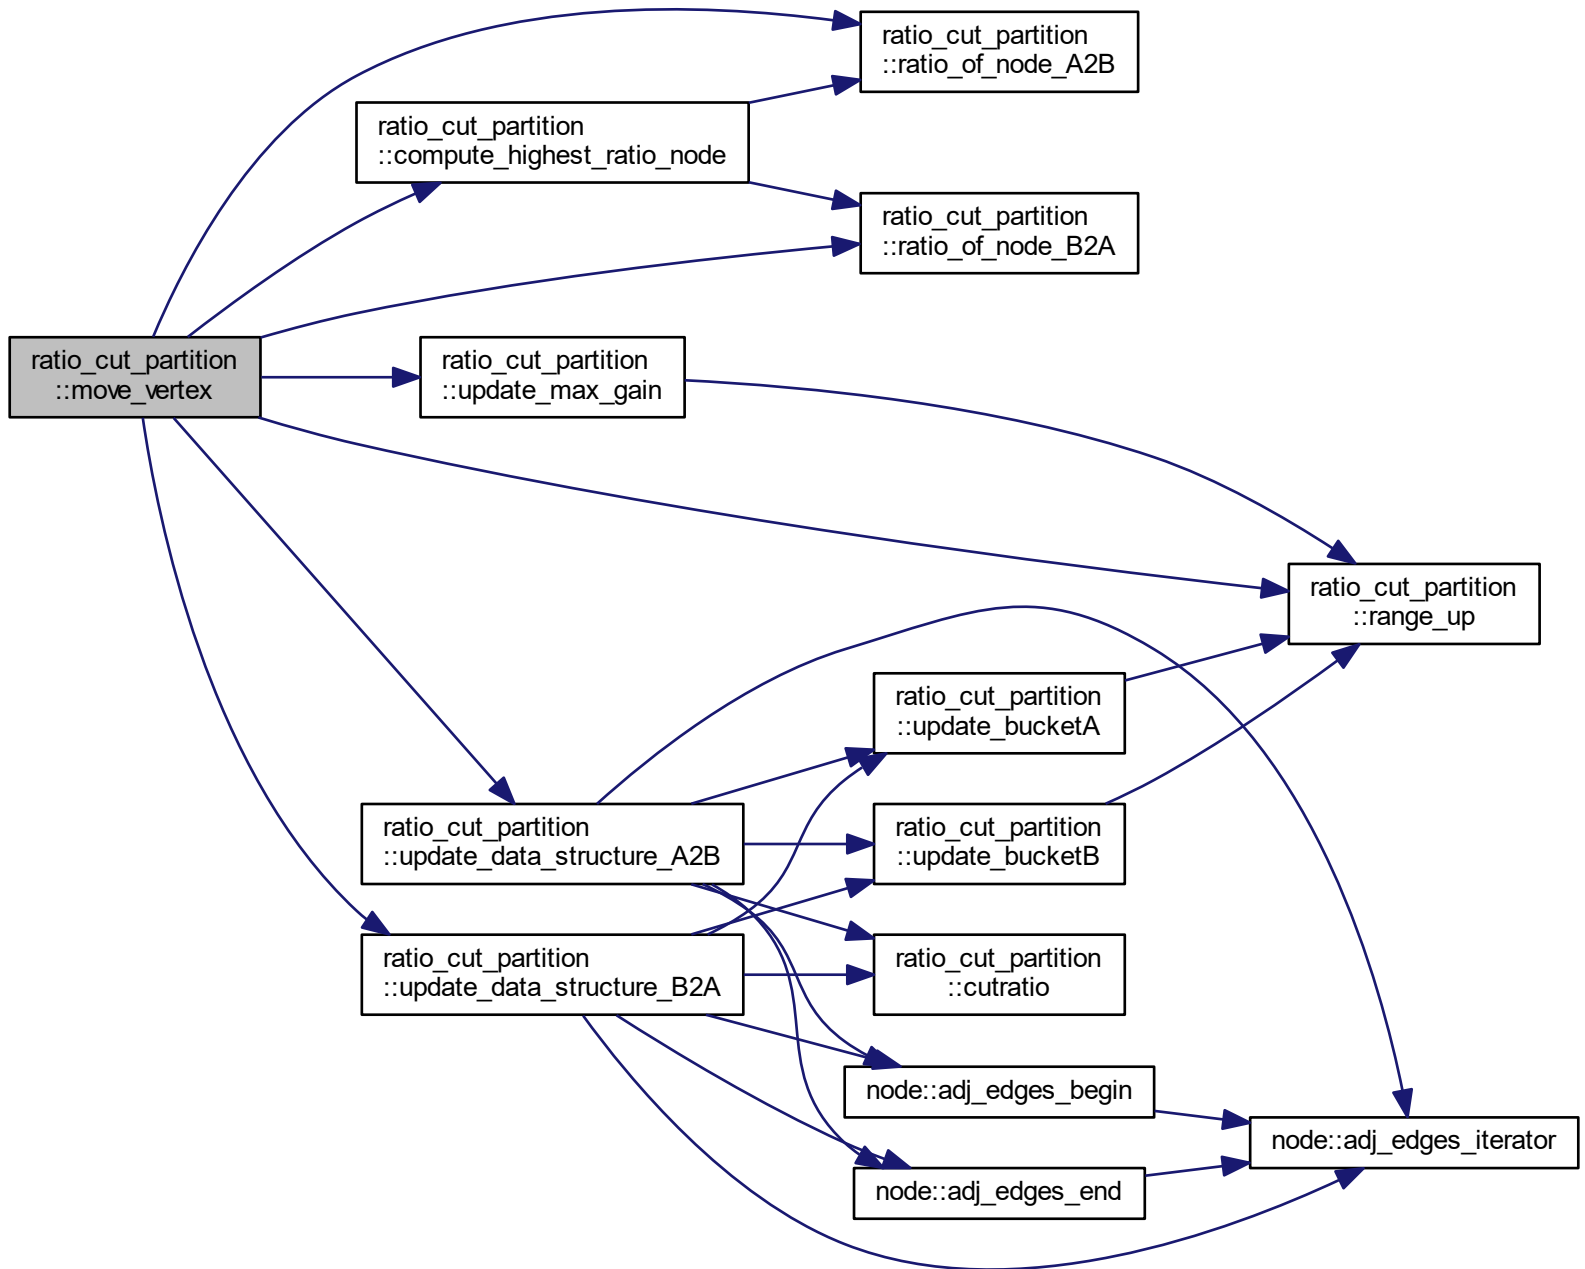 ratio_cut_partition
::ratio_of_node_A2B
ratio_cut_partition
::compute_highest_ratio_node
ratio_cut_partition
::ratio_of_node_B2A
ratio_cut_partition
::move_vertex
ratio_cut_partition
::update_max_gain
ratio_cut_partition
::range_up
ratio_cut_partition
::update_bucketA
ratio_cut_partition
::update_data_structure_A2B
ratio_cut_partition
::update_bucketB
ratio_cut_partition
::update_data_structure_B2A
ratio_cut_partition
::cutratio
node::adj_edges_begin
node::adj_edges_iterator
node::adj_edges_end